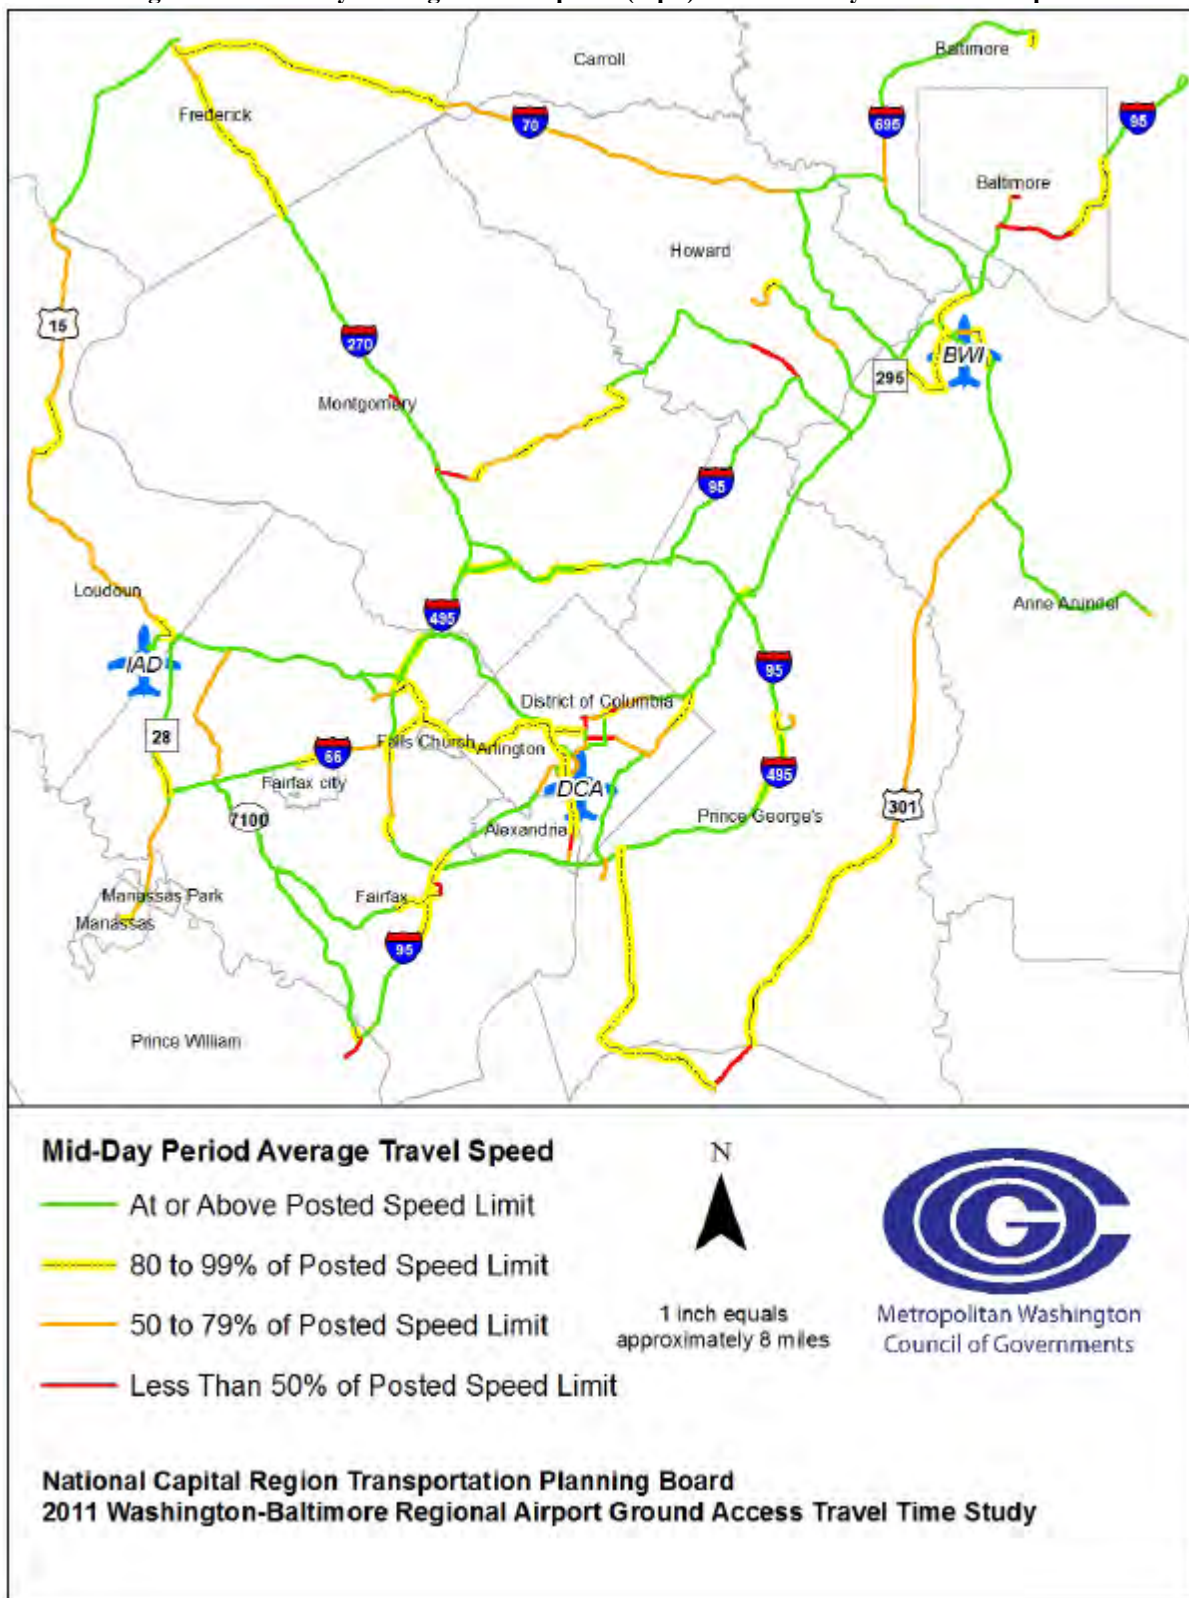 Carroll
Baltimore
Frederick
70
695
95
Baltimore
Howard
15
270
BWI
295
Montgomery
95
Loudoun
495
Anne Arundel
IAD
95
District of Columbia
28
Falls Church
Arlington
66
Fairfax city
DCA
495
7100
301
Alexandria
Prince George's
Manassas Park
Fairfax
Manassas
95
Prince William
Mid-Day Period Average Travel Speed
At or Above Posted Speed Limit
80 to 99% of Posted Speed Limit
50 to 79% of Posted Speed Limit
Less Than 50% of Posted Speed Limit
N
1 inch equals
approximately 8 miles
COG
Metropolitan Washington
Council of Governments
National Capital Region Transportation Planning Board
2011 Washington-Baltimore Regional Airport Ground Access Travel Time Study